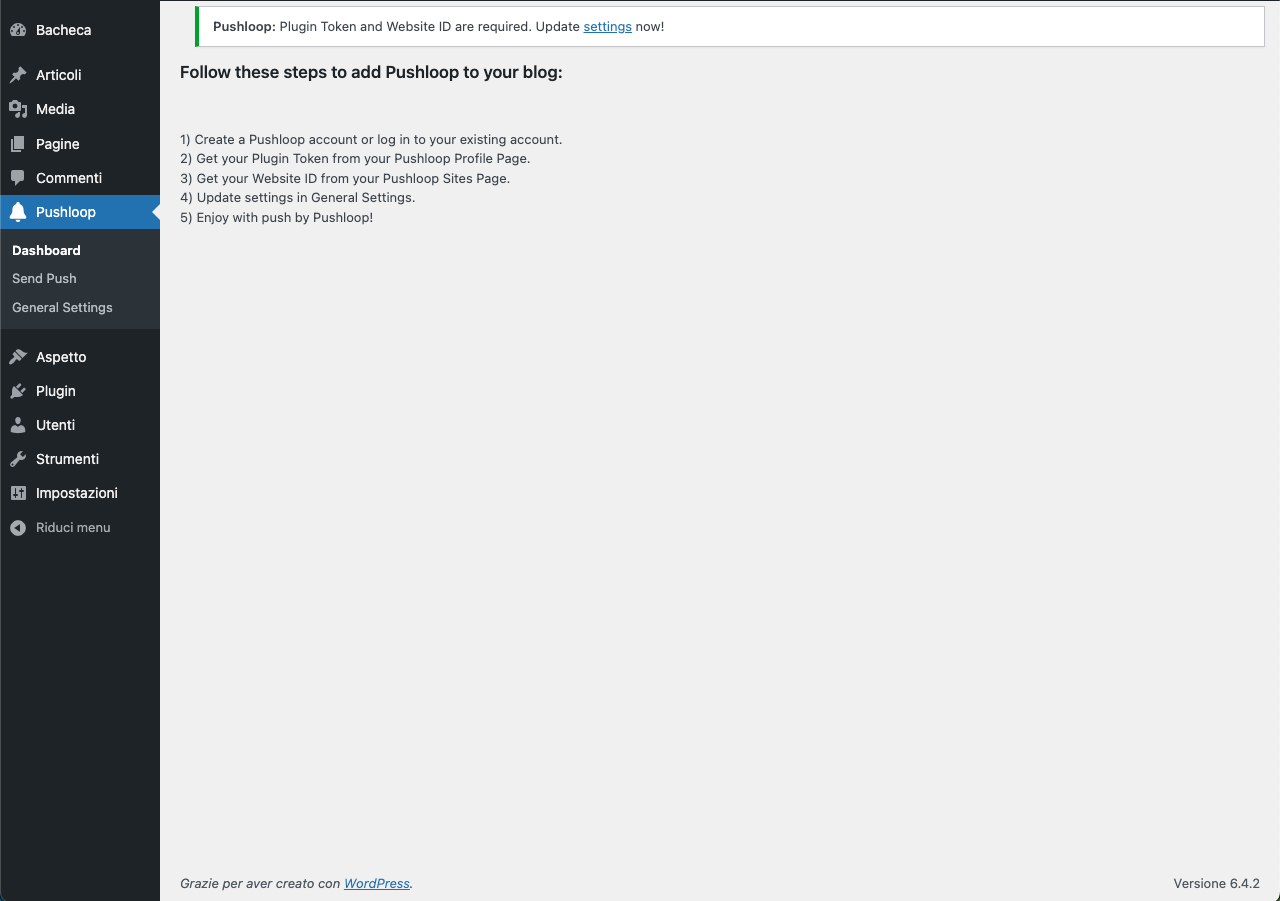 Bacheca
Articoli
Media
Pagine
Commenti
Pushloop
Dashboard
Send Push
General Settings
Aspetto
Plugin
Utenti
Strumenti
Impostazioni
Riduci menu
Pushloop: Plugin Token and Website ID are required. Update settings now!
Follow these steps to add Pushloop to your blog:
1) Create a Pushloop account or log in to your existing account.
2) Get your Plugin Token from your Pushloop Profile Page.
3) Get your Website ID from your Pushloop Sites Page.
4) Update settings in General Settings.
5) Enjoy with push by Pushloop!
Grazie per aver creato con WordPress.
Versione 6.4.2